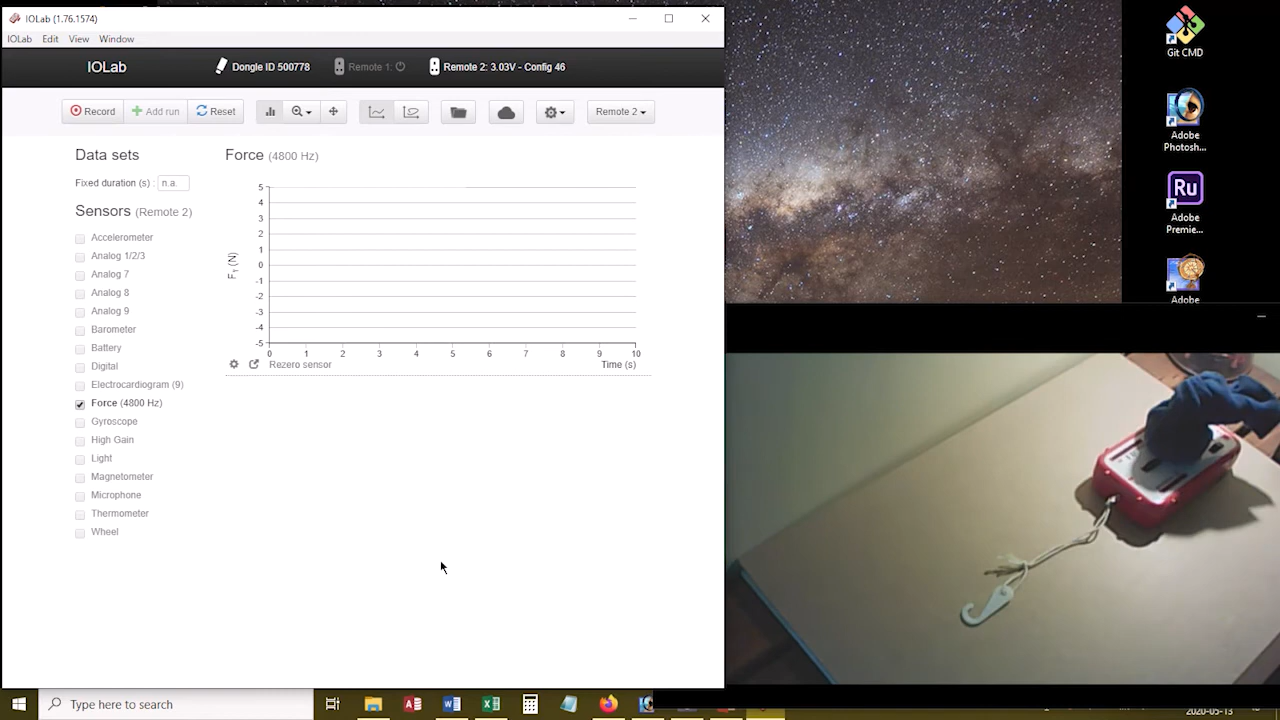 IOLab (1.76.1574)
IOLab Edit View Window
IOLab Dongle ID 500778 Remote 1: Remote 2: 3.03V - Config 46
Record Add run Reset Remote 2
Data sets
Fixed duration (s) : n.a.
Sensors (Remote 2)
Accelerometer
Analog 1/2/3
Analog 7
Analog 8
Analog 9
Barometer
Battery
Digital
Electrocardiogram (9)
Force (4800 Hz)
Gyroscope
High Gain
Light
Magnetometer
Microphone
Thermometer
Wheel
Force (4800 Hz)
5
4
3
2
1
0
-1
-2
-3
-4
-5
Fy (N)
0 1 2 3 4 5 6 7 8 9 10
Rezero sensor Time (s)
Git CMD
Adobe
Photosh...
Ru
Adobe
Premie...
Adobe
Type here to search
2020-05-13